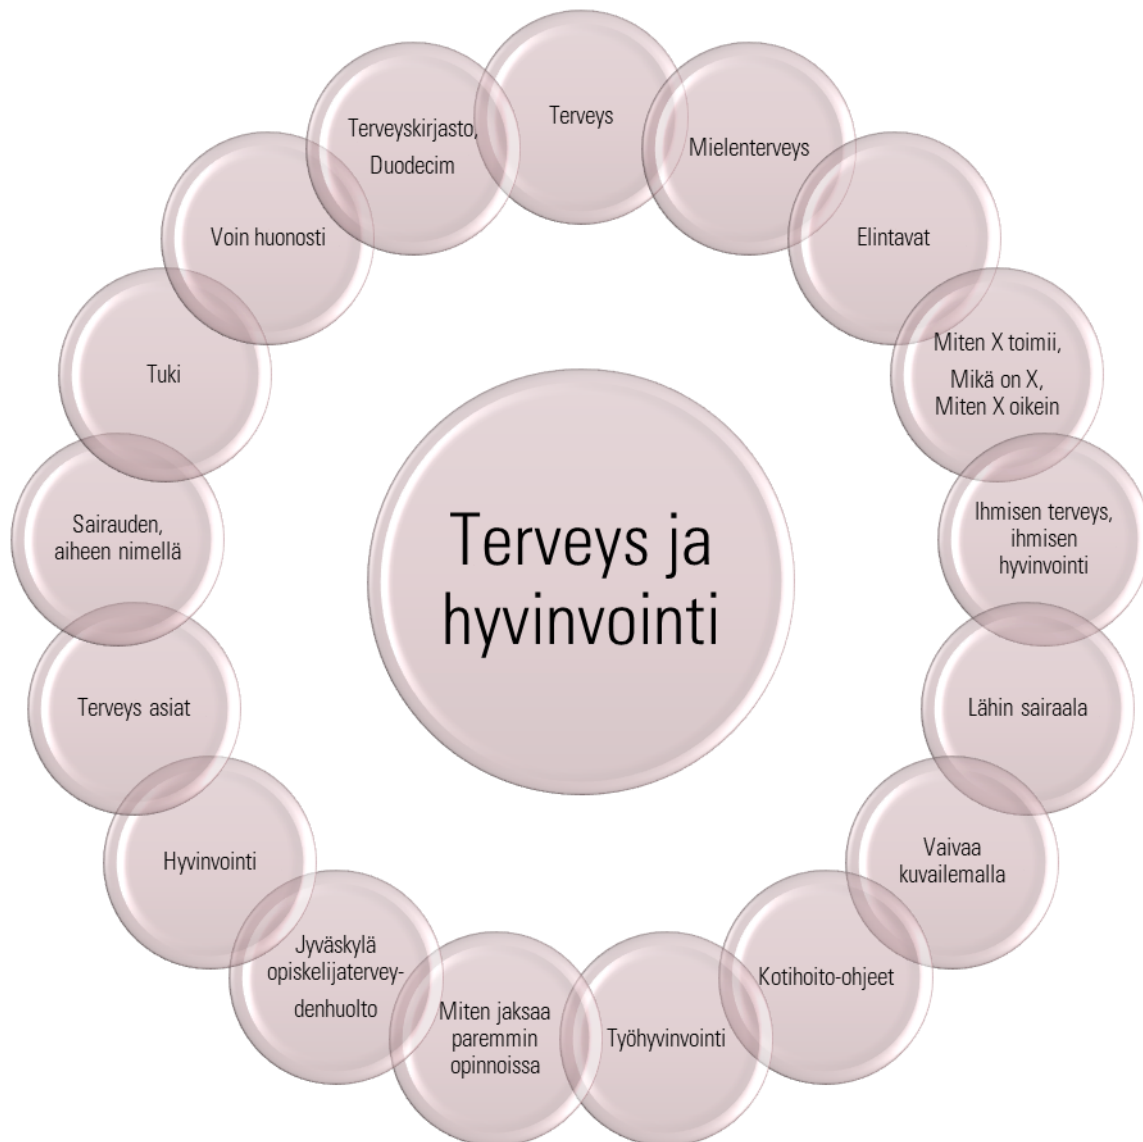 Terveys
Mielenterveys
Elintavat
Miten X toimii,
Mikä on X,
Miten X oikein
Ihmisen terveys,
ihmisen
hyvinvointi
Lähin sairaala
Vaivaa
kuvailemalla
Kotihoito-ohjeet
Työhyvinvointi
Miten jaksaa
paremmin
opinnoissa
Jyväskylä
opiskelijatervey-
denhuolto
Hyvinvointi
Terveys asiat
Sairauden,
aiheen nimellä
Tuki
Voin huonosti
Terveyskirjasto,
Duodecim
Terveys ja
hyvinvointi